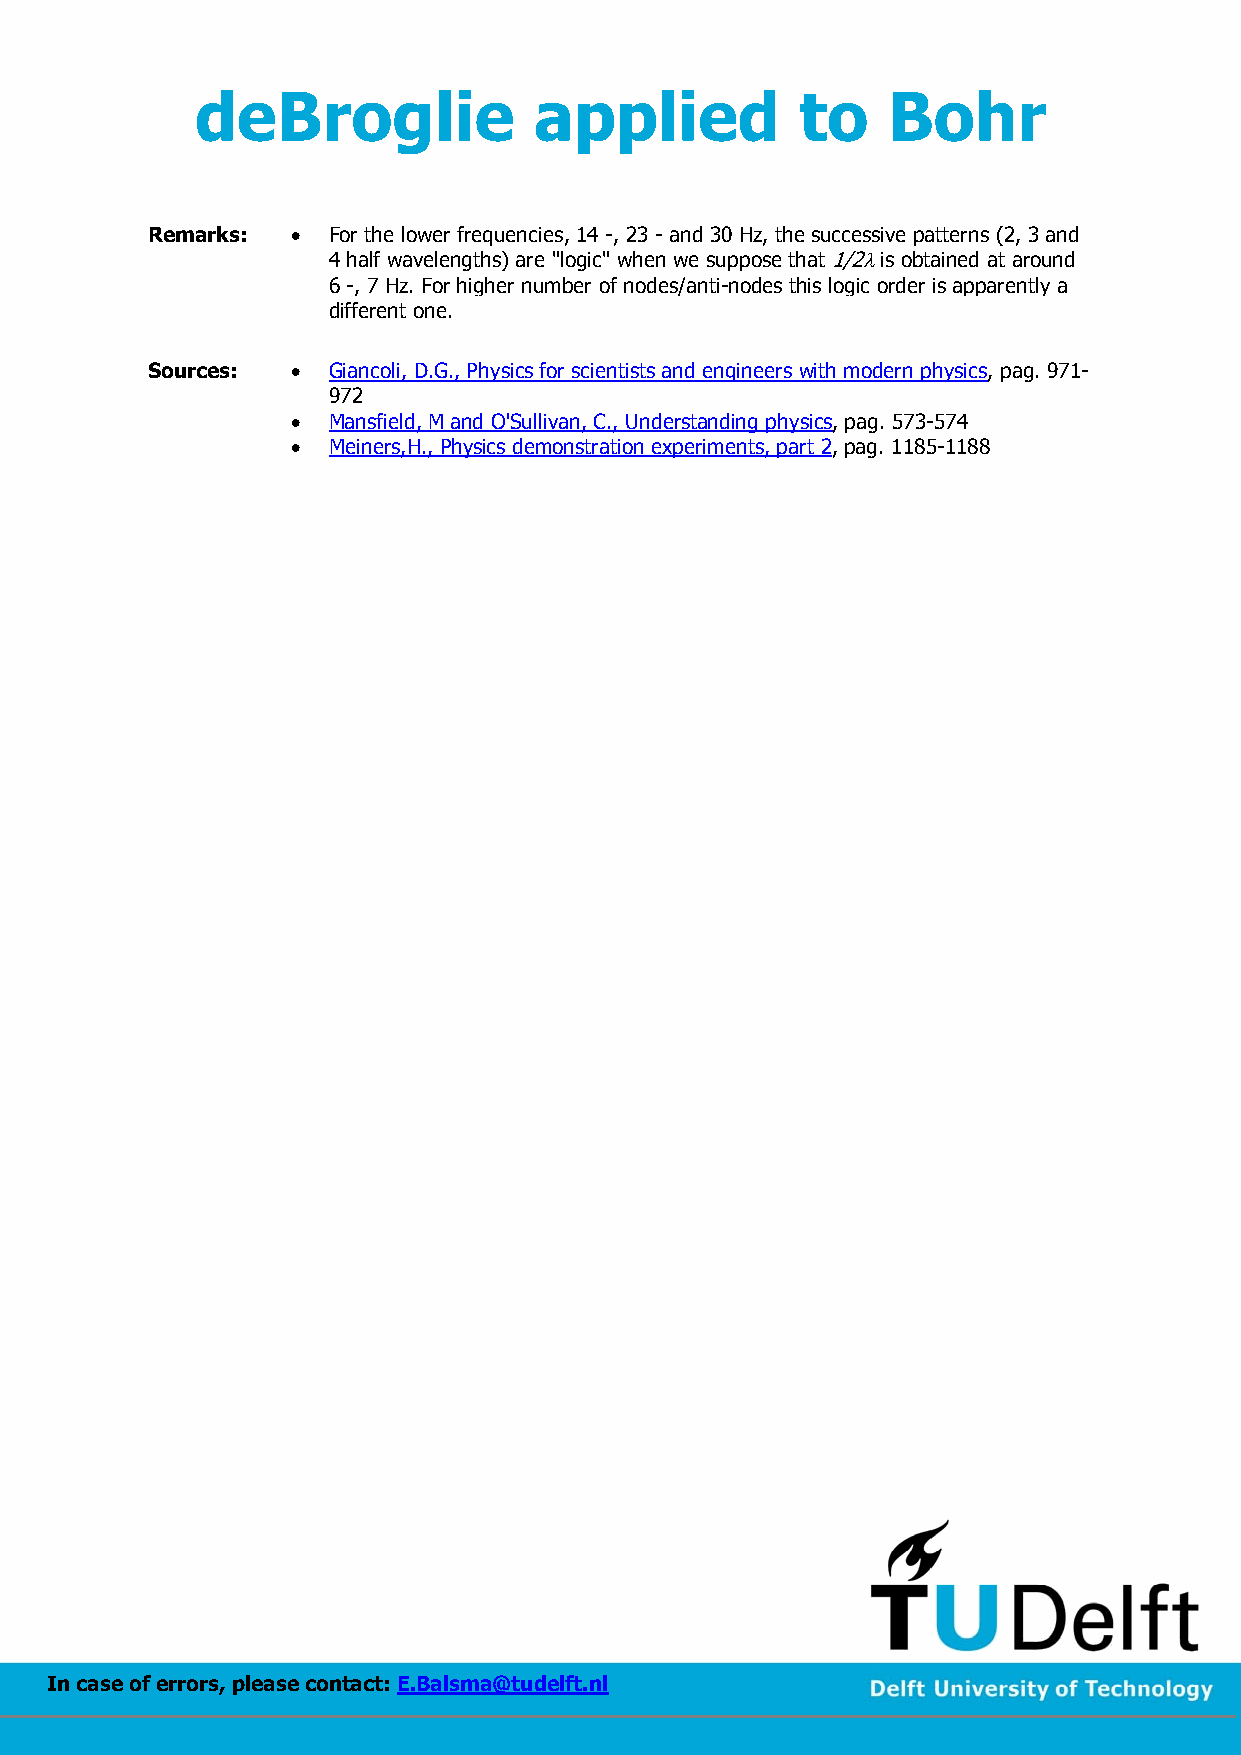 deBroglie applied to Bohr
Remarks: • For the lower frequencies, 14 -, 23 - and 30 Hz, the successive patterns (2, 3 and
4 half wavelengths) are "logic" when we suppose that 1/2λ is obtained at around
6 -, 7 Hz. For higher number of nodes/anti-nodes this logic order is apparently a
different one.
Sources: • Giancoli, D.G., Physics for scientists and engineers with modern physics, pag. 971-
972
• Mansfield, M and O'Sullivan, C., Understanding physics, pag. 573-574
• Meiners,H., Physics demonstration experiments, part 2, pag. 1185-1188
TUDelft
In case of errors, please contact: E.Balsma@tudelft.nl
Delft University of Technology